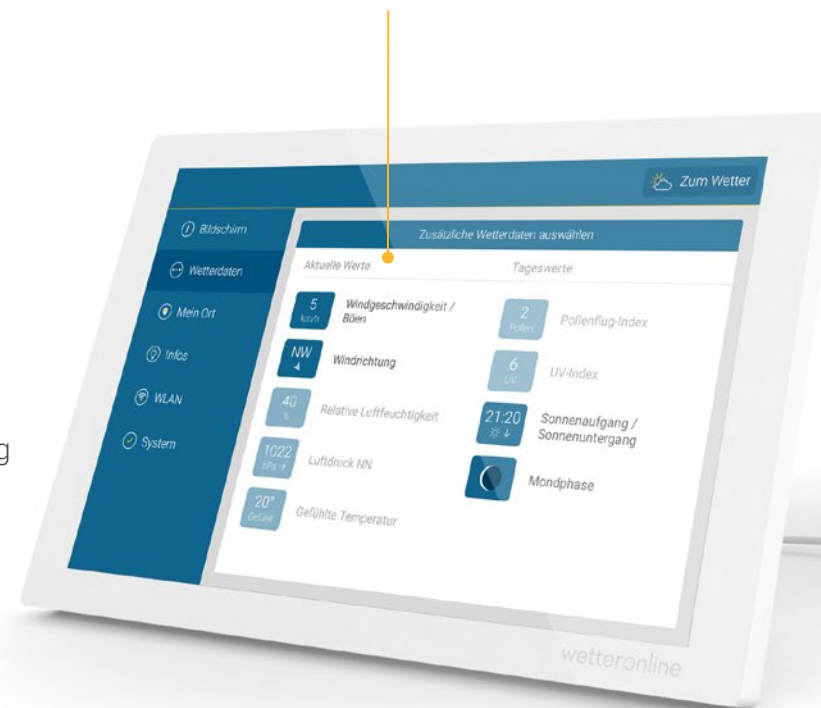 Zum Wetter
Bildschirm
Wetterdaten
Mein Ort
Infos
WLAN
System
g
Zusätzliche Wetterdaten auswählen
Aktuelle Werte
5
km/h
Windgeschwindigkeit /
Böen
NW
Windrichtung
40
%
Relative Luftfeuchtigkeit
1022
hPa →
Luftdruck NN
20°
Gefühlt
Gefühlte Temperatur
Tageswerte
2
Pollen
Pollenflug-Index
6
UV
UV-Index
21:20
Sonnenaufgang /
Sonnenuntergang
Mondphase
wetteronline